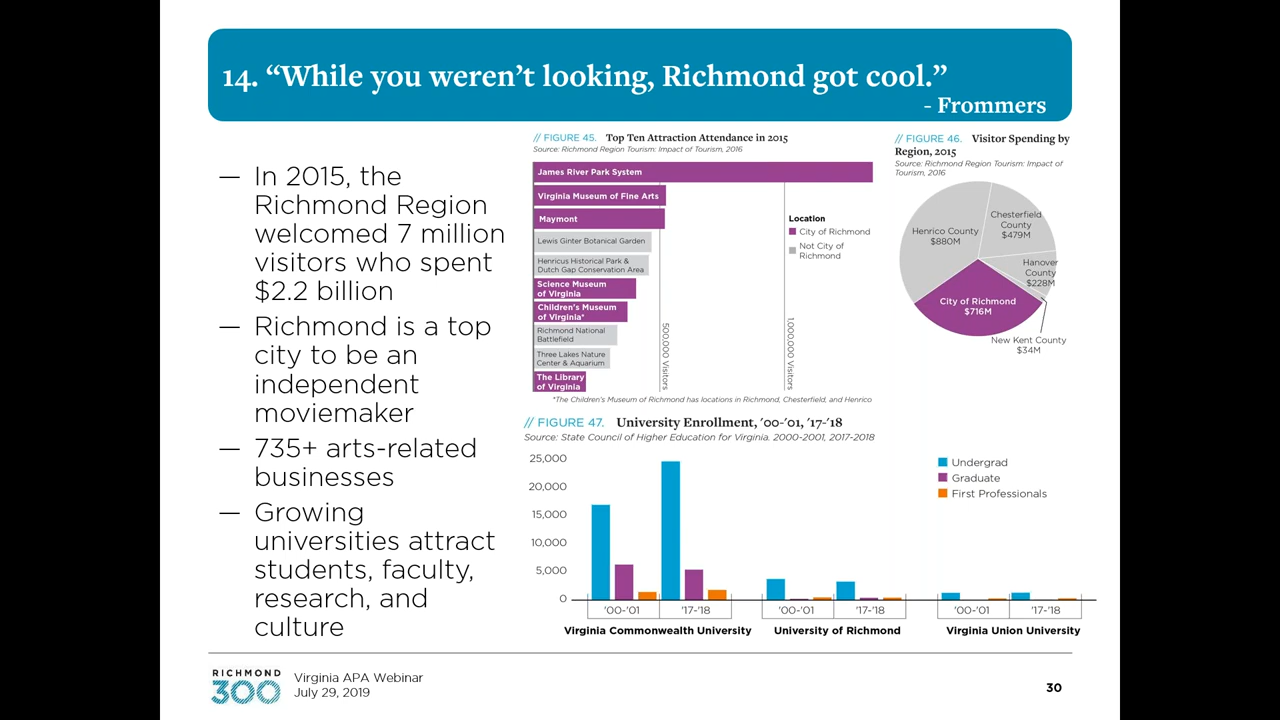 14. “While you weren’t looking, Richmond got cool.”
- Frommers
— In 2015, the
Richmond Region
welcomed 7 million
visitors who spent
$2.2 billion
— Richmond is a top
city to be an
independent
moviemaker
— 735+ arts-related
businesses
— Growing
universities attract
students, faculty,
research, and
culture
// FIGURE 45. Top Ten Attraction Attendance in 2015
Source: Richmond Region Tourism: Impact of Tourism, 2016
James River Park System
Virginia Museum of Fine Arts
Maymont
Lewis Ginter Botanical Garden
Henricus Historical Park &
Dutch Gap Conservation Area
Science Museum
of Virginia
Children’s Museum
of Virginia*
Richmond National
Battlefield
Three Lakes Nature
Center & Aquarium
The Library
of Virginia
500,000 Visitors
1,000,000 Visitors
Location
City of Richmond
Not City of
Richmond
*The Children’s Museum of Richmond has locations in Richmond, Chesterfield, and Henrico
// FIGURE 46. Visitor Spending by
Region, 2015
Source: Richmond Region Tourism: Impact of
Tourism, 2016
Chesterfield
County
$479M
Henrico County
$880M
Hanover
County
$228M
City of Richmond
$716M
New Kent County
$34M
// FIGURE 47. University Enrollment, ’00-’01, ’17-’18
Source: State Council of Higher Education for Virginia. 2000-2001, 2017-2018
25,000
20,000
15,000
10,000
5,000
0
Undergrad
Graduate
First Professionals
’00-’01 ’17-’18 ’00-’01 ’17-’18 ’00-’01 ’17-’18
Virginia Commonwealth University University of Richmond Virginia Union University
RICHMOND
300
Virginia APA Webinar
July 29, 2019
30